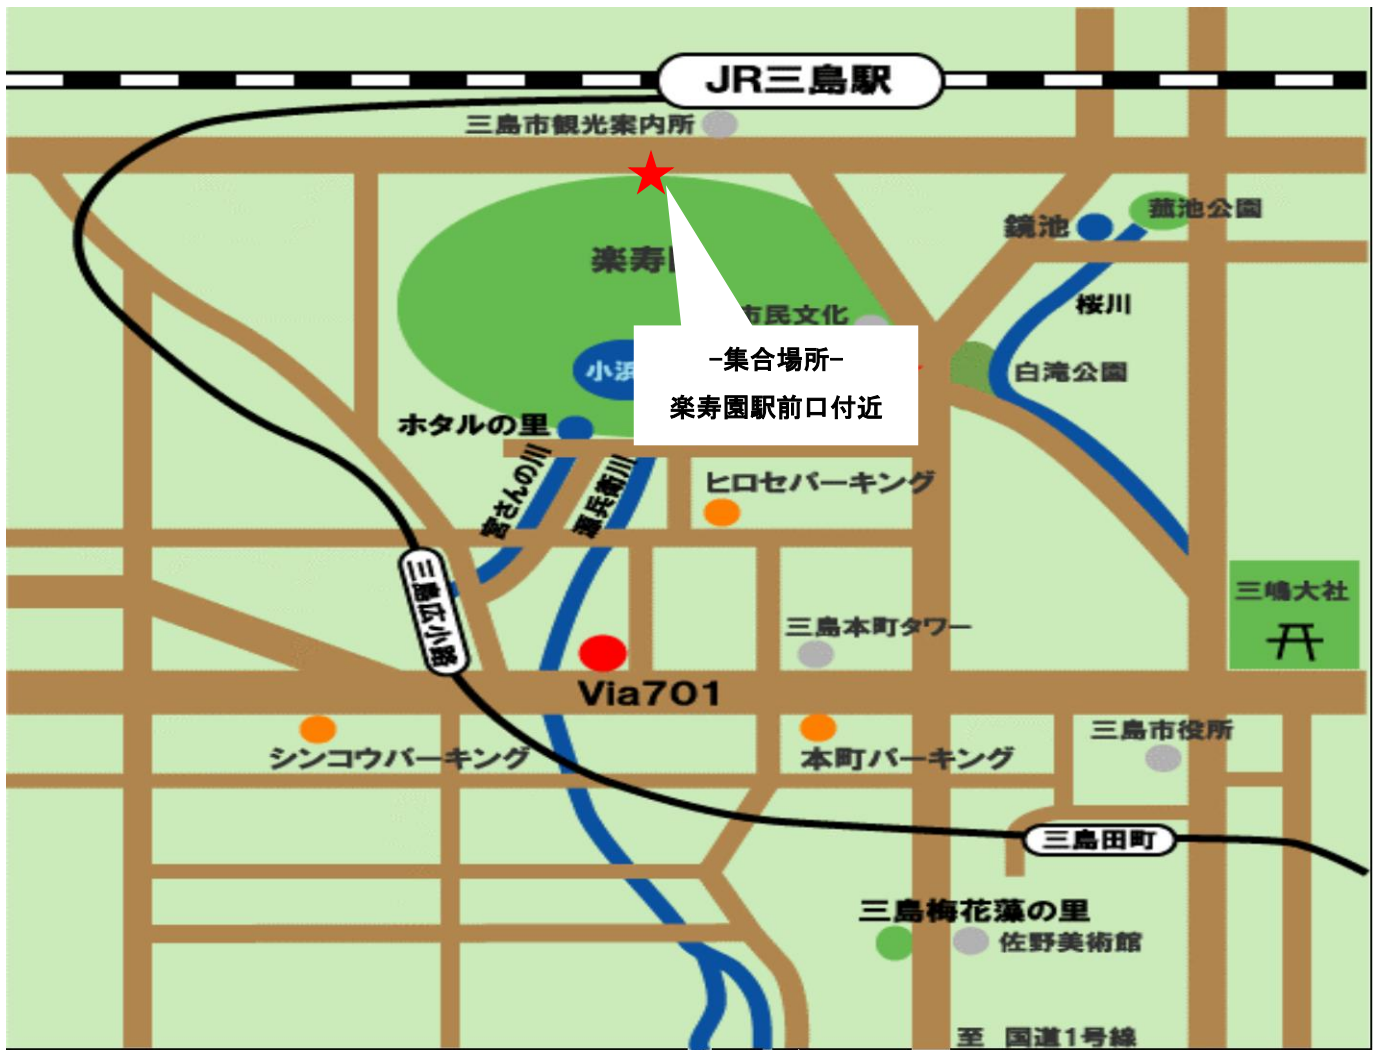 JR三島駅
三島市観光案内所
菰池公園
鏡池
楽寿
桜川
市民文化
-集合場所-
楽寿園駅前口付近
小浜
白滝公園
ホタルの里
宮さんの川
源兵衛川
ヒロセパーキング
三島広小路
三嶋大社
三島本町タワー
Via701
シンコウパーキング
本町パーキング
三島市役所
三島田町
三島梅花藻の里
佐野美術館
至 国道1号線